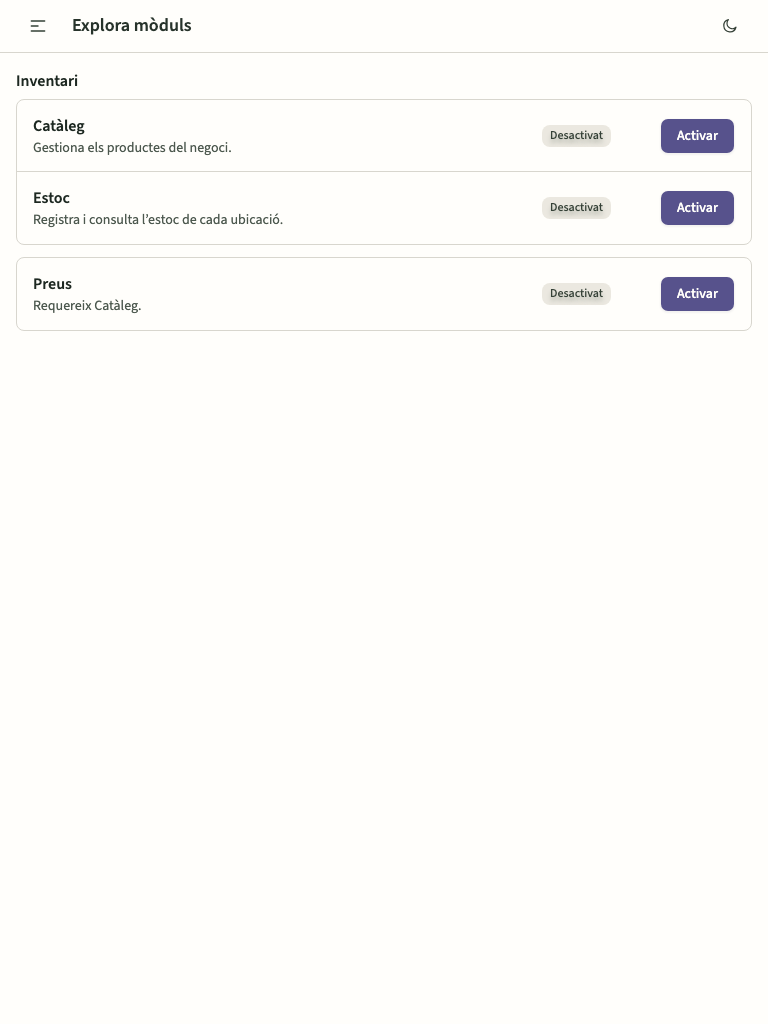 Explora mòduls
Inventari
Catàleg
Gestiona els productes del negoci.
Desactivat
Activar
Estoc
Registra i consulta l’estoc de cada ubicació.
Desactivat
Activar
Preus
Requereix Catàleg.
Desactivat
Activar